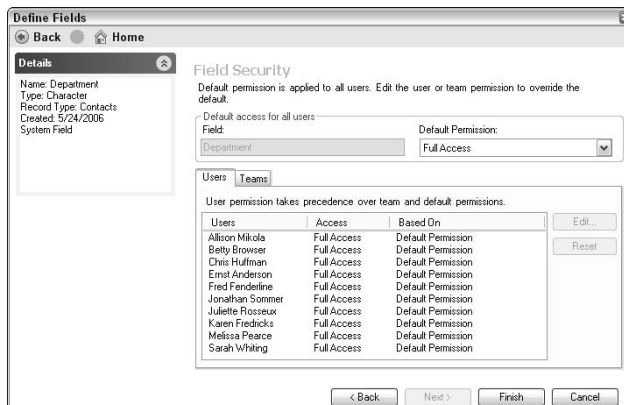 Define Fields
Back Home
Details
Name: Department
Type: Character
Record Type: Contacts
Created: 5/24/2006
System Field
Field Security
Default permission is applied to all users. Edit the user or team permission to override the
default.
Default access for all users
Field: Default Permission:
Department Full Access
Users Teams
User permission takes precedence over team and default permissions.
Users Access Based On
Allison Mikola Full Access Default Permission
Betty Browser Full Access Default Permission
Chris Huffman Full Access Default Permission
Ernst Anderson Full Access Default Permission
Fred Fenderline Full Access Default Permission
Jonathan Sommer Full Access Default Permission
Juliette Rosseux Full Access Default Permission
Karen Fredricks Full Access Default Permission
Melissa Pearce Full Access Default Permission
Sarah Whiting Full Access Default Permission
Edit...
Reset
< Back Next > Finish Cancel